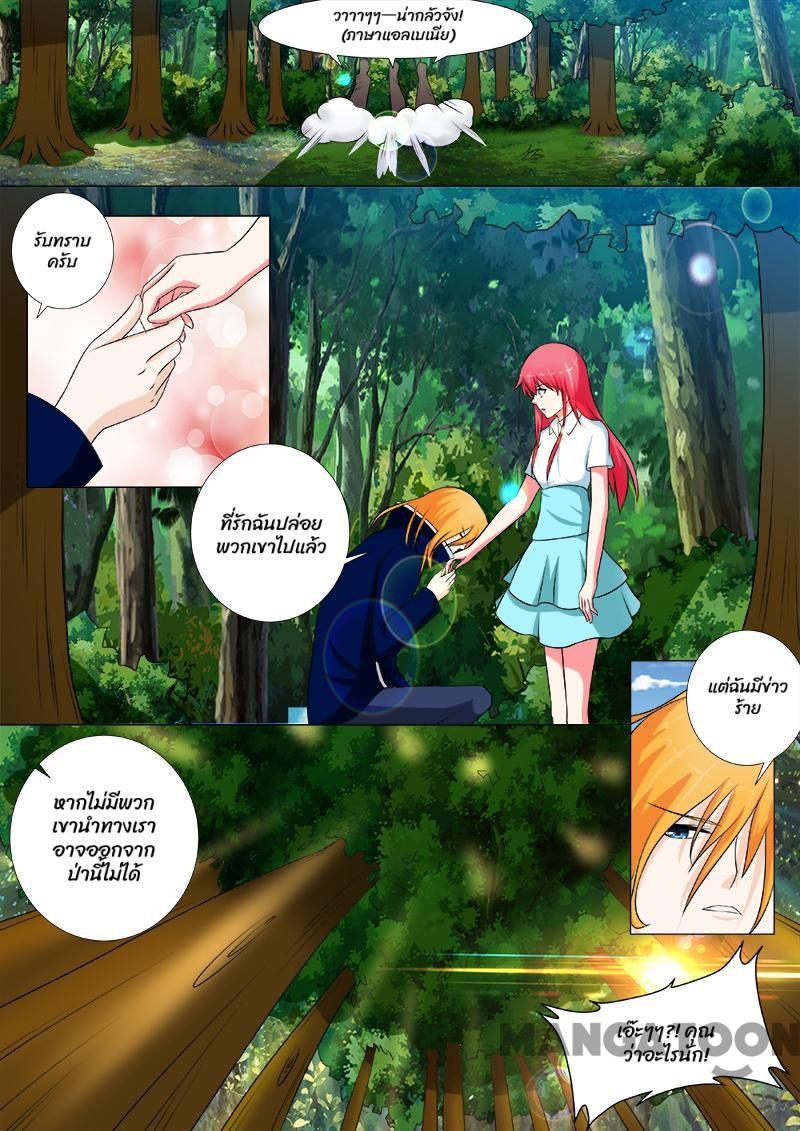 วาาาๆๆ—น่ากลัวจัง!
(ภาษาแอลเบเนีย)
รับทราบ
ครับ
ที่รักฉันปล่อย
พวกเขาไปแล้ว
แต่ฉันมีข่าว
ร้าย
หากไม่มีพวก
เขานำทางเรา
อาจออกจาก
ป่านี้ไม่ได้
เอ๊ะๆๆ?! คุณ
ว่าอะไรนัก!
MANGATOON